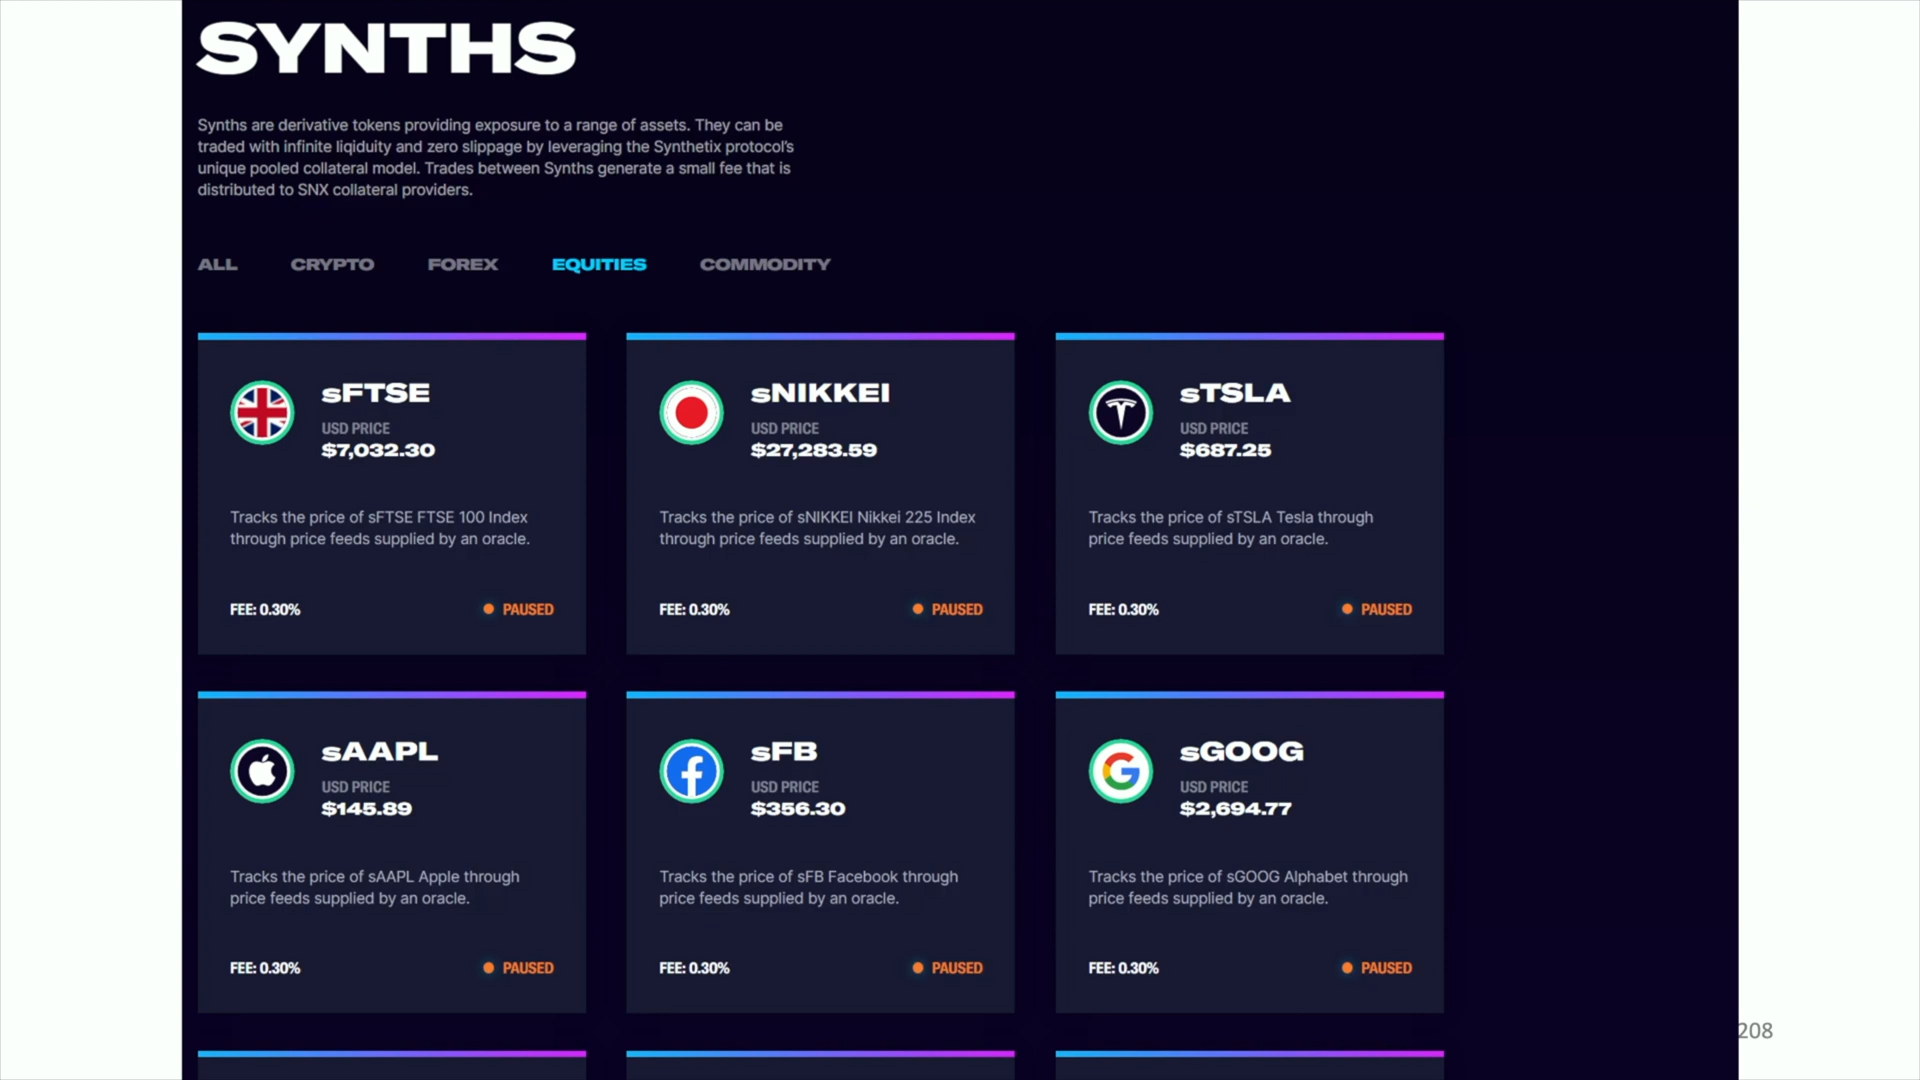 SYNTHS
Synths are derivative tokens providing exposure to a range of assets. They can be
traded with infinite liqiduity and zero slippage by leveraging the Synthetix protocol's
unique pooled collateral model. Trades between Synths generate a small fee that is
distributed to SNX collateral providers.
ALL CRYPTO FOREX EQUITIES COMMODITY
sFTSE
USD PRICE
$7,032.30
Tracks the price of sFTSE FTSE 100 Index
through price feeds supplied by an oracle.
FEE: 0.30% PAUSED
sNIKKEI
USD PRICE
$27,283.59
Tracks the price of sNIKKEI Nikkei 225 Index
through price feeds supplied by an oracle.
FEE: 0.30% PAUSED
sTSLA
USD PRICE
$687.25
Tracks the price of sTSLA Tesla through
price feeds supplied by an oracle.
FEE: 0.30% PAUSED
sAAPL
USD PRICE
$145.89
Tracks the price of sAAPL Apple through
price feeds supplied by an oracle.
FEE: 0.30% PAUSED
sFB
USD PRICE
$356.30
Tracks the price of sFB Facebook through
price feeds supplied by an oracle.
FEE: 0.30% PAUSED
sGOOG
USD PRICE
$2,694.77
Tracks the price of sGOOG Alphabet through
price feeds supplied by an oracle.
FEE: 0.30% PAUSED
208